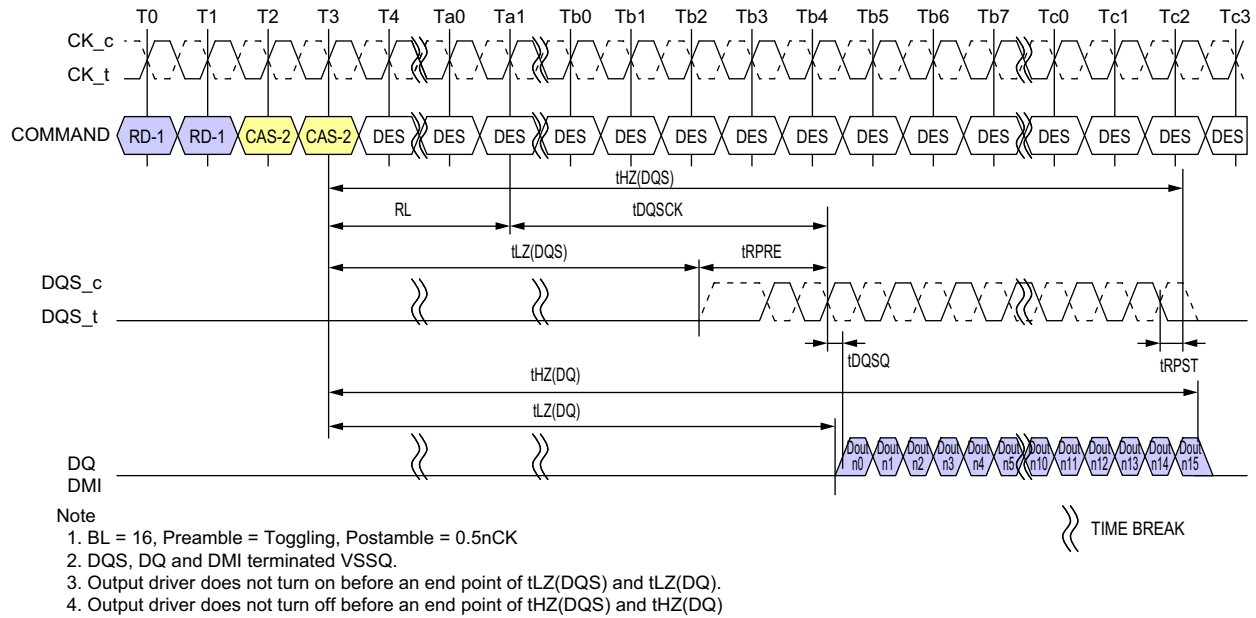 T0 T1 T2 T3 T4 Ta0 Ta1 Tb0 Tb1 Tb2 Tb3 Tb4 Tb5 Tb6 Tb7 Tc0 Tc1 Tc2 Tc3
CK_c
CK_t
COMMAND RD-1 RD-1 CAS-2 CAS-2 DES DES DES DES DES DES DES DES DES DES DES DES DES DES DES
tHZ(DQS)
RL tDQSCK
tLZ(DQS) tRPRE
DQS_c
DQS_t
tDQSQ tRPST
tHZ(DQ)
tLZ(DQ)
Dout Dout Dout Dout Dout Dout Dout Dout Dout Dout Dout Dout
n0 n1 n2 n3 n4 n5 n10 n11 n12 n13 n14 n15
DQ
DMI
Note
1. BL = 16, Preamble = Toggling, Postamble = 0.5nCK
TIME BREAK
2. DQS, DQ and DMI terminated VSSQ.
3. Output driver does not turn on before an end point of tLZ(DQS) and tLZ(DQ).
4. Output driver does not turn off before an end point of tHZ(DQS) and tHZ(DQ)